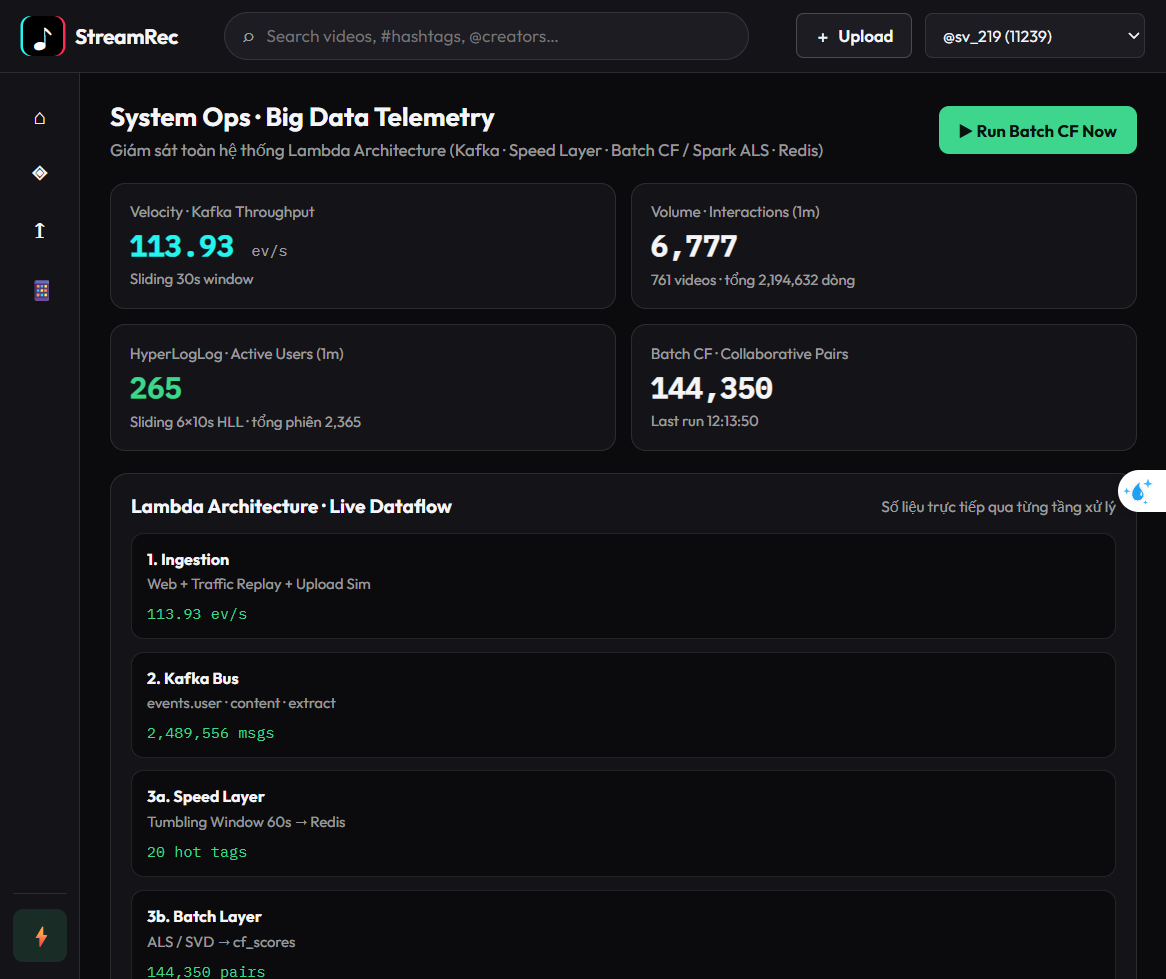 StreamRec
Search videos, #hashtags, @creators…
+ Upload
@sv_219 (11239)
System Ops · Big Data Telemetry
Giám sát toàn hệ thống Lambda Architecture (Kafka · Speed Layer · Batch CF / Spark ALS · Redis)
▶ Run Batch CF Now
Velocity · Kafka Throughput
113.93 ev/s
Sliding 30s window
Volume · Interactions (1m)
6,777
761 videos · tổng 2,194,632 dòng
HyperLogLog · Active Users (1m)
265
Sliding 6×10s HLL · tổng phiên 2,365
Batch CF · Collaborative Pairs
144,350
Last run 12:13:50
Lambda Architecture · Live Dataflow
Số liệu trực tiếp qua từng tầng xử lý
1. Ingestion
Web + Traffic Replay + Upload Sim
113.93 ev/s
2. Kafka Bus
events.user · content · extract
2,489,556 msgs
3a. Speed Layer
Tumbling Window 60s → Redis
20 hot tags
3b. Batch Layer
ALS / SVD → cf_scores
144,350 pairs